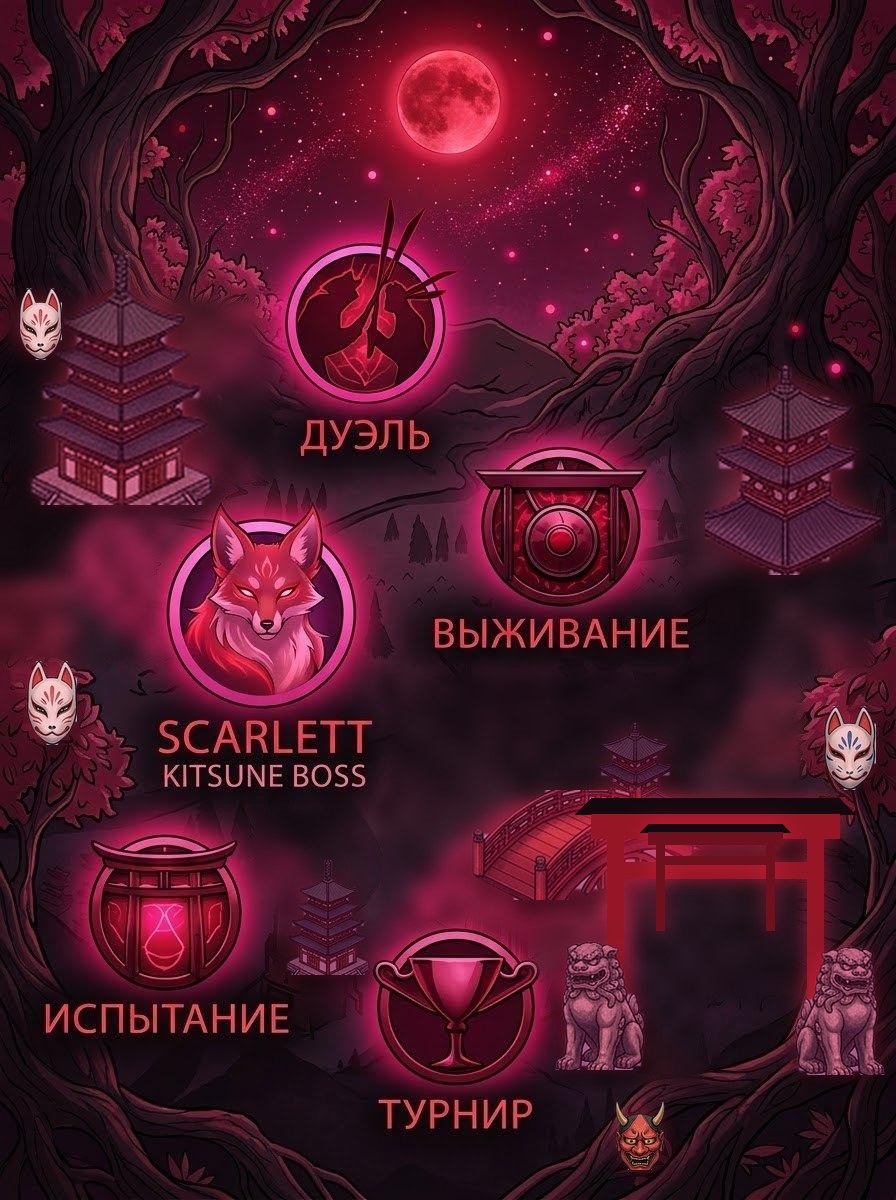 ДУЭЛЬ
ВЫЖИВАНИЕ
SCARLETT
KITSUNE BOSS
ИСПЫТАНИЕ
ТУРНИР